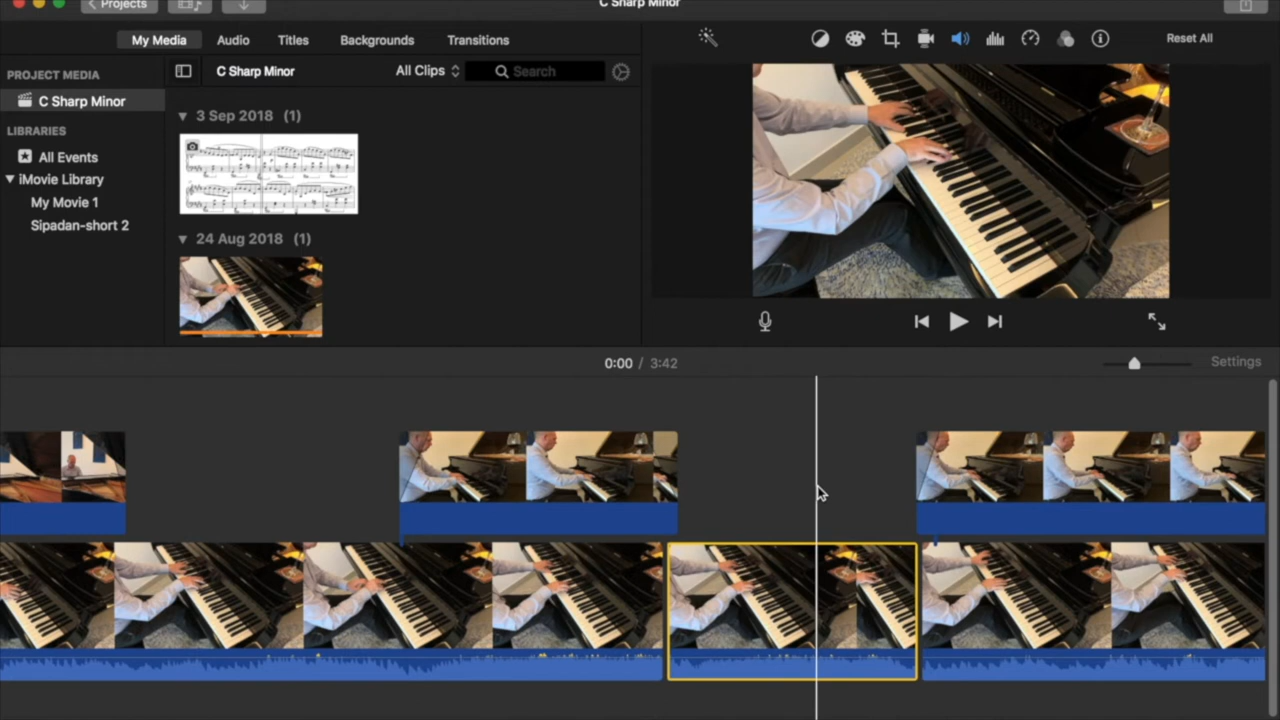 Projects
C Sharp Minor
My Media
Audio
Titles
Backgrounds
Transitions
Reset All
PROJECT MEDIA
C Sharp Minor
LIBRARIES
All Events
iMovie Library
My Movie 1
Sipadan-short 2
C Sharp Minor
All Clips
Search
3 Sep 2018 (1)
24 Aug 2018 (1)
0:00 / 3:42
Settings